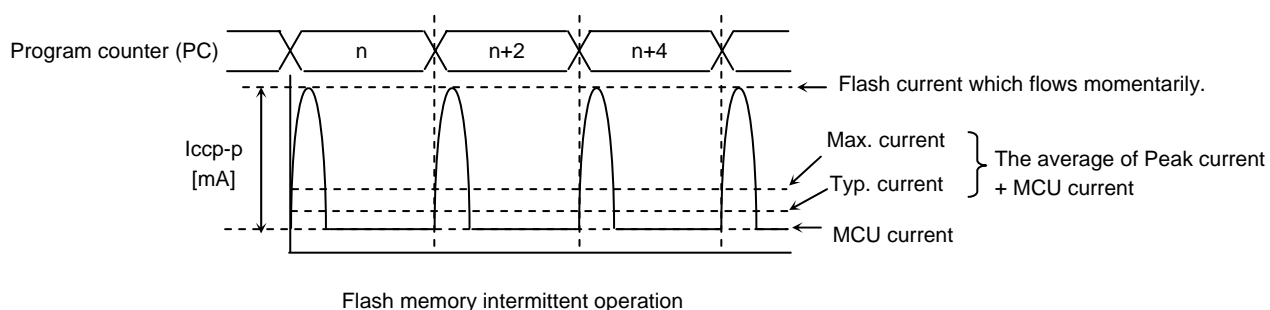 Program counter (PC)
n
n+2
n+4
Flash current which flows momentarily.
Iccp-p
[mA]
Max. current
Typ. current
The average of Peak current
+ MCU current
MCU current
Flash memory intermittent operation